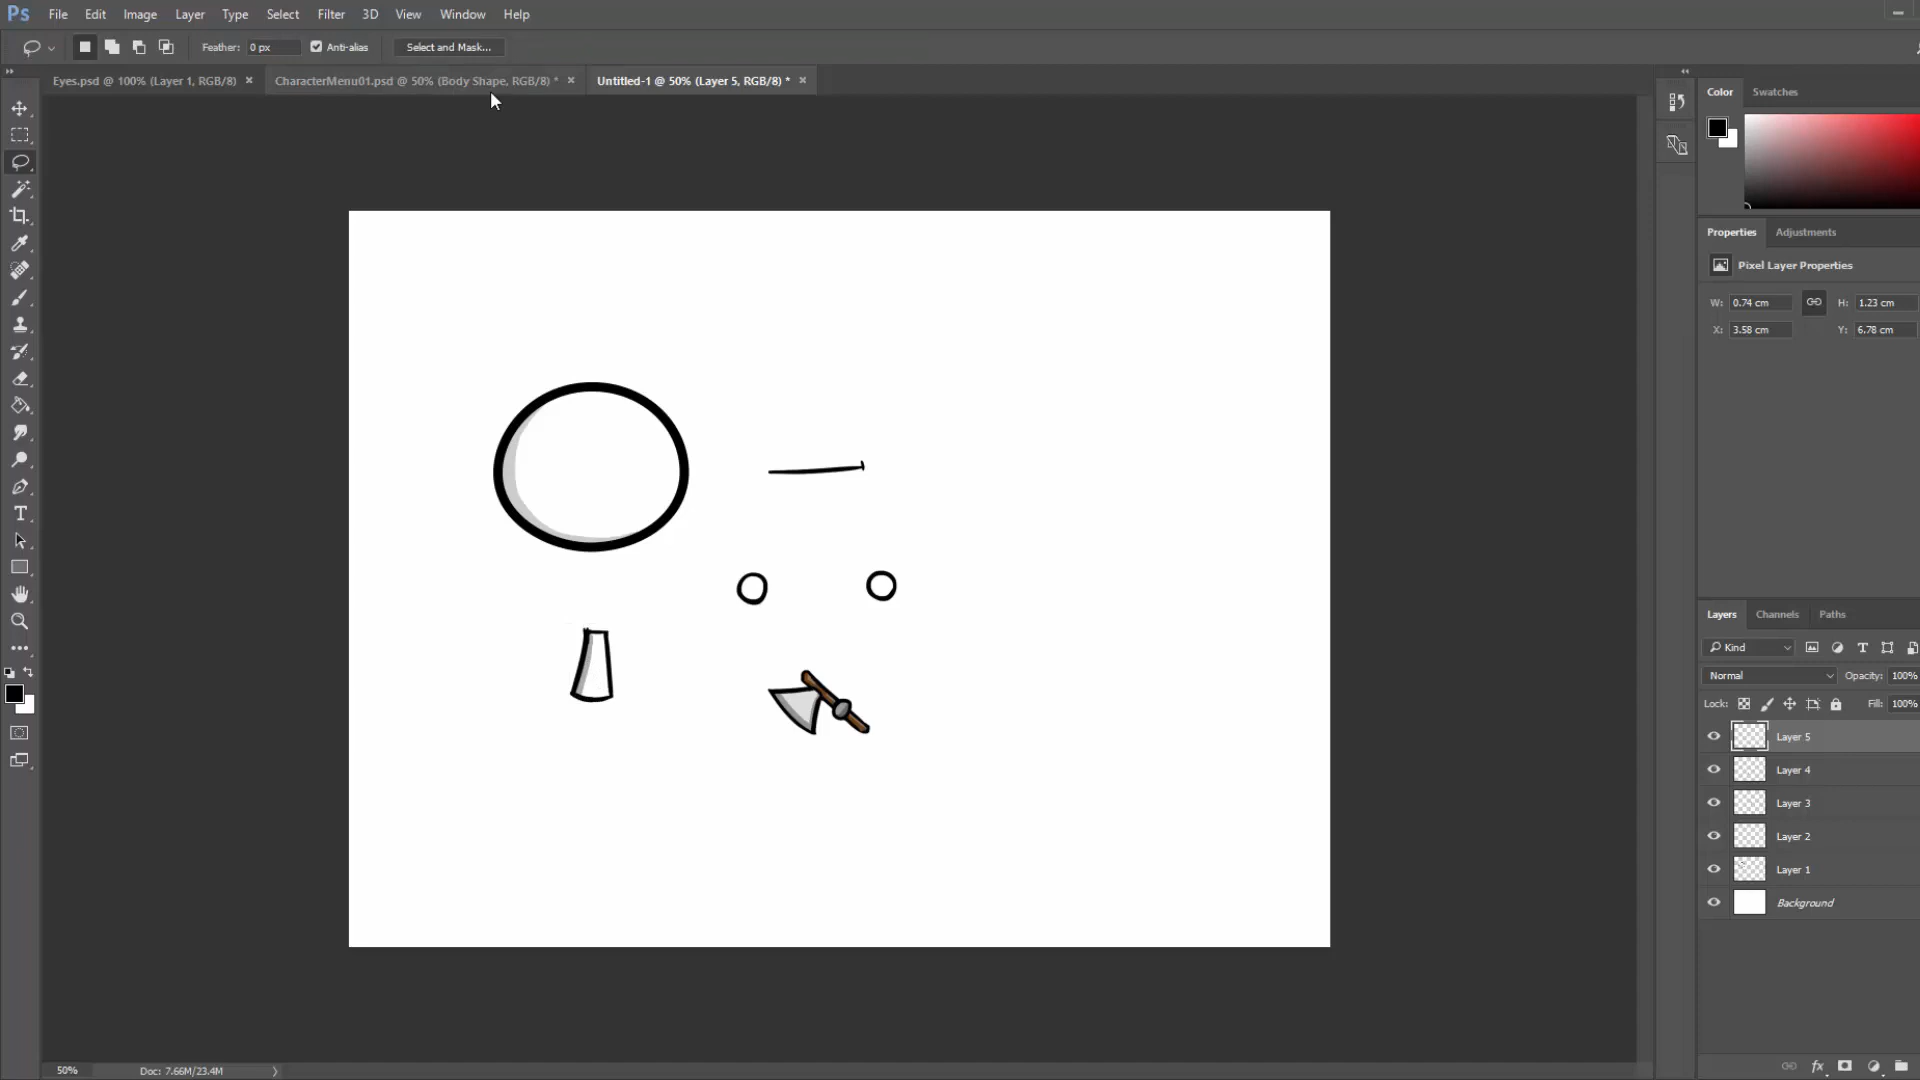 Ps File Edit Image Layer Type Select Filter 3D View Window Help
Feather: 0 px Anti-alias Select and Mask...
Eyes.psd @ 100% (Layer 1, RGB/8) × CharacterMenu01.psd @ 50% (Body Shape, RGB/8) * × Untitled-1 @ 50% (Layer 5, RGB/8) * ×
Color Swatches
Properties Adjustments
Pixel Layer Properties
W: 0.74 cm H: 1.23 cm
X: 3.58 cm Y: 6.78 cm
Layers Channels Paths
Kind
Normal Opacity: 100%
Lock: Fill: 100%
Layer 5
Layer 4
Layer 3
Layer 2
Layer 1
Background
50% Doc: 7.66M/23.4M